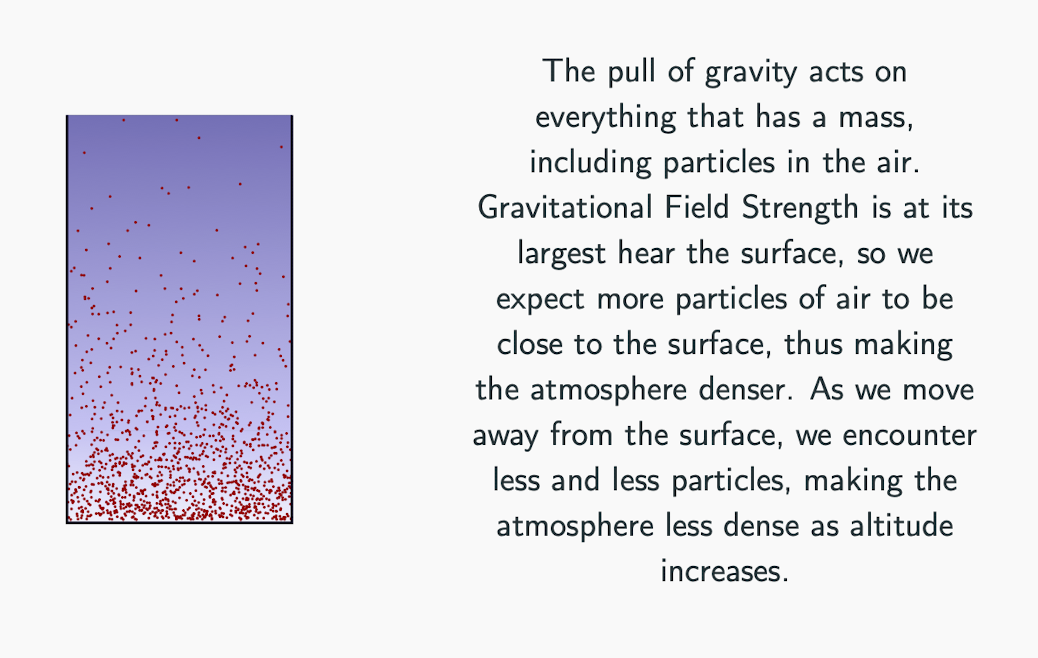 The pull of gravity acts on
everything that has a mass,
including particles in the air.
Gravitational Field Strength is at its
largest hear the surface, so we
expect more particles of air to be
close to the surface, thus making
the atmosphere denser. As we move
away from the surface, we encounter
less and less particles, making the
atmosphere less dense as altitude
increases.